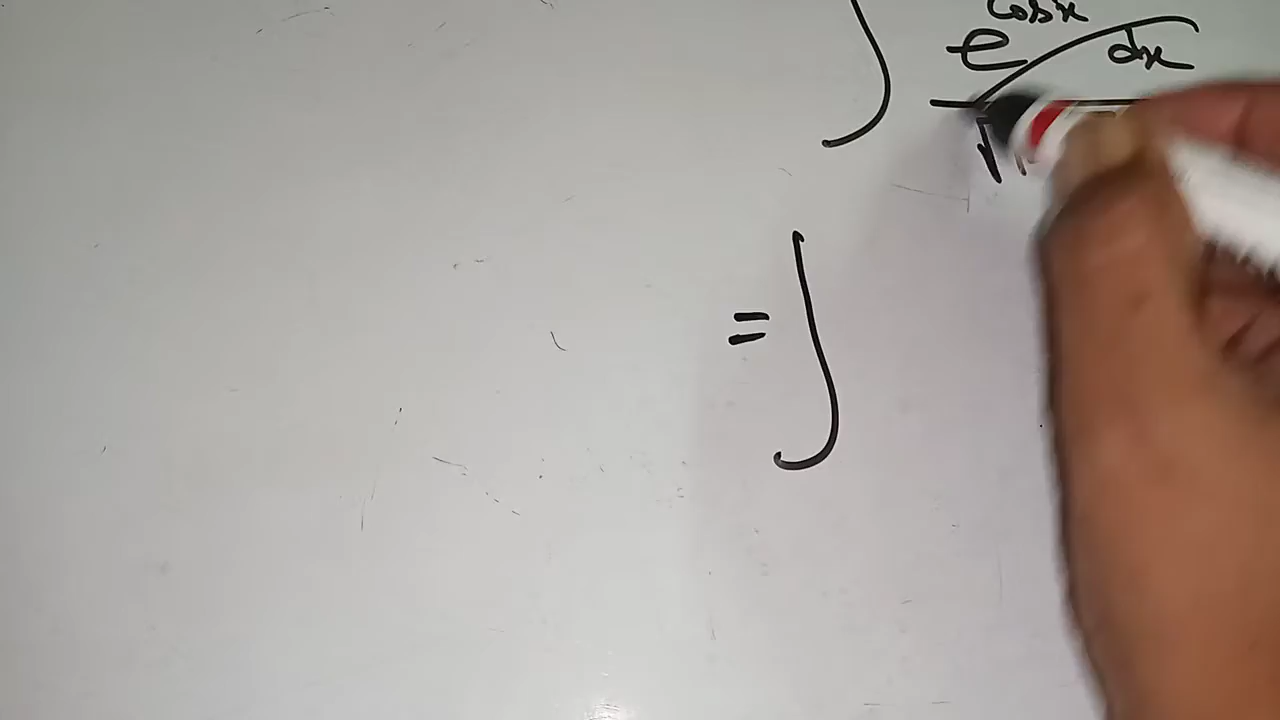 ∫ e^cosx dx / √
= ∫